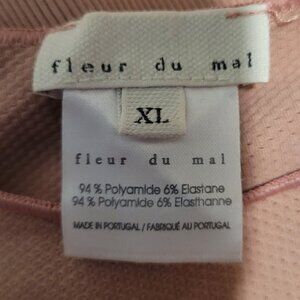 fleur du mal
XL
fleur du mal
94 % Polyamide 6% Elastane
94 % Polyamide 6% Elasthanne
MADE IN PORTUGAL / FABRIQUÉ AU PORTUGAL